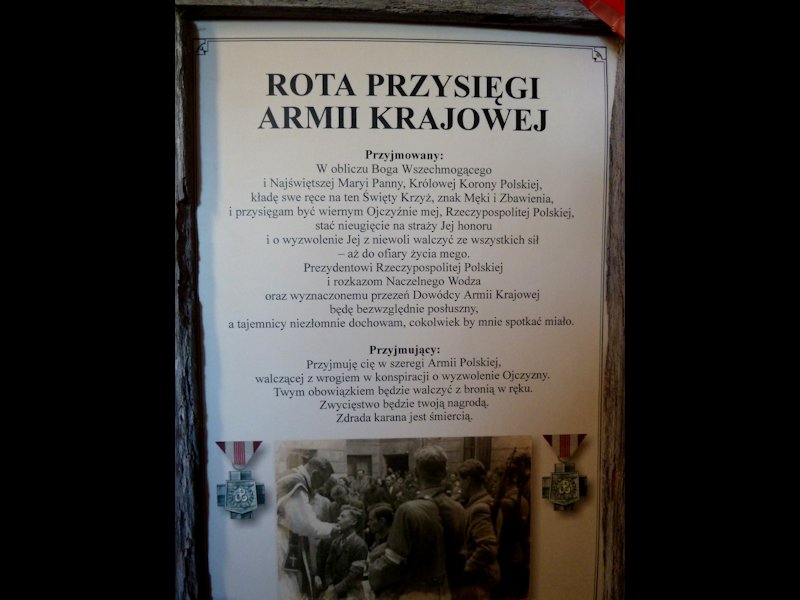 ROTA PRZYSIĘGI
ARMII KRAJOWEJ
Przyjmowany:
W obliczu Boga Wszechmogącego
i Najświętszej Maryi Panny, Królowej Korony Polskiej,
kładę swe ręce na ten Święty Krzyż, znak Męki i Zbawienia,
i przysięgam być wiernym Ojczyźnie mej, Rzeczypospolitej Polskiej,
stać nieugięcie na straży Jej honoru
i o wyzwolenie Jej z niewoli walczyć ze wszystkich sił
– aż do ofiary życia mego.
Prezydentowi Rzeczypospolitej Polskiej
i rozkazom Naczelnego Wodza
oraz wyznaczonemu przezeń Dowódcy Armii Krajowej
będę bezwzględnie posłuszny,
a tajemnicy niezłomnie dochowam, cokolwiek by mnie spotkać miało.
Przyjmujący:
Przyjmuję cię w szeregi Armii Polskiej,
walczącej z wrogiem w konspiracji o wyzwolenie Ojczyzny.
Twym obowiązkiem będzie walczyć z bronią w ręku.
Zwycięstwo będzie twoją nagrodą.
Zdrada karana jest śmiercią.